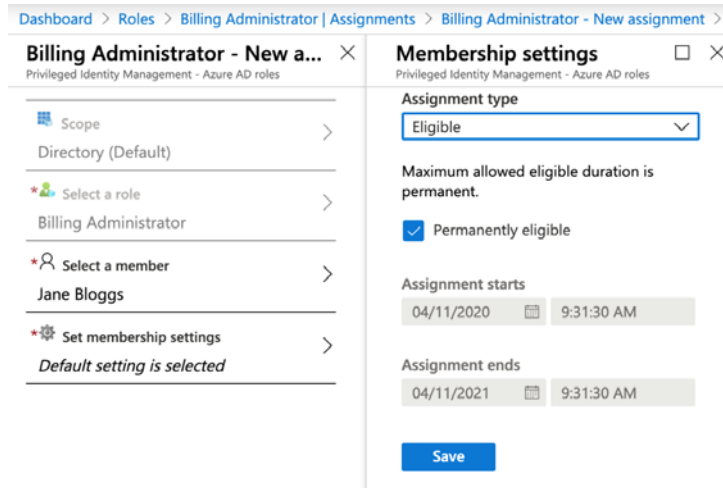 Dashboard > Roles > Billing Administrator | Assignments > Billing Administrator - New assignment >
Billing Administrator - New a...
Privileged Identity Management - Azure AD roles
Scope
Directory (Default)
* Select a role
Billing Administrator
* Select a member
Jane Bloggs
* Set membership settings
Default setting is selected
Membership settings
Privileged Identity Management - Azure AD roles
Assignment type
Eligible
Maximum allowed eligible duration is
permanent.
Permanently eligible
Assignment starts
04/11/2020 9:31:30 AM
Assignment ends
04/11/2021 9:31:30 AM
Save